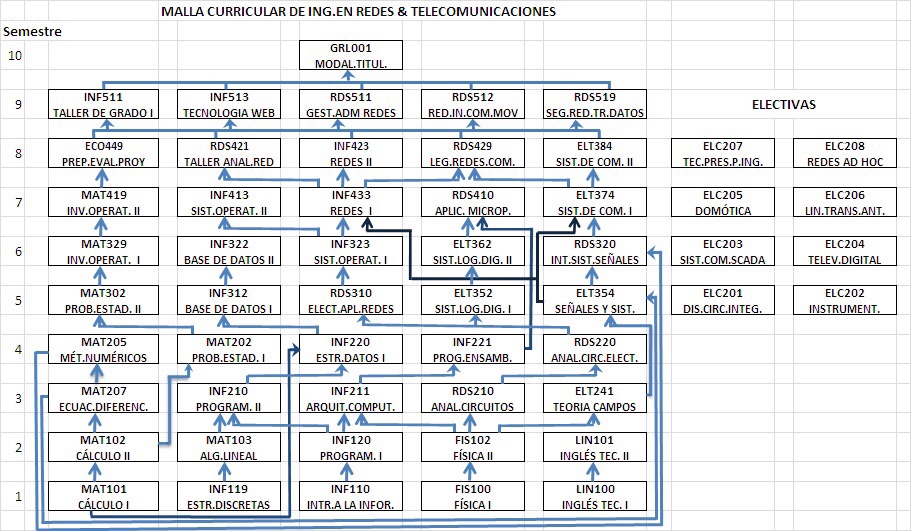 MALLA CURRICULAR DE ING.EN REDES & TELECOMUNICACIONES
Semestre
10
GRL001
MODAL.TITUL.
9
INF511
TALLER DE GRADO I
INF513
TECNOLOGIA WEB
RDS511
GEST.ADM REDES
RDS512
RED.IN.COM.MOV
RDS519
SEG.RED.TR.DATOS
ELECTIVAS
8
ECO449
PREP.EVAL.PROY
RDS421
TALLER ANAL.RED
INF423
REDES II
RDS429
LEG.REDES.COM.
ELT384
SIST.DE COM. II
ELC207
TEC.PRES.P.ING.
ELC208
REDES AD HOC
7
MAT419
INV.OPERAT. II
INF413
SIST.OPERAT. II
INF433
REDES I
RDS410
APLIC. MICROP.
ELT374
SIST.DE COM. I
ELC205
DOMÓTICA
ELC206
LIN.TRANS.ANT.
6
MAT329
INV.OPERAT. I
INF322
BASE DE DATOS II
INF323
SIST.OPERAT. I
ELT362
SIST.LOG.DIG. II
RDS320
INT.SIST.SEÑALES
ELC203
SIST.COM.SCADA
ELC204
TELEV.DIGITAL
5
MAT302
PROB.ESTAD. II
INF312
BASE DE DATOS I
RDS310
ELECT.APL.REDES
ELT352
SIST.LOG.DIG. I
ELT354
SEÑALES Y SIST.
ELC201
DIS.CIRC.INTEG.
ELC202
INSTRUMENT.
4
MAT205
MÉT.NUMÉRICOS
MAT202
PROB.ESTAD. I
INF220
ESTR.DATOS I
INF221
PROG.ENSAMB.
RDS220
ANAL.CIRC.ELECT.
3
MAT207
ECUAC.DIFERENC.
INF210
PROGRAM. II
INF211
ARQUIT.COMPUT.
RDS210
ANAL.CIRCUITOS
ELT241
TEORIA CAMPOS
2
MAT102
CÁLCULO II
MAT103
ALG.LINEAL
INF120
PROGRAM. I
FIS102
FÍSICA II
LIN101
INGLÉS TEC. II
1
MAT101
CÁLCULO I
INF119
ESTR.DISCRETAS
INF110
INTR.A LA INFOR.
FIS100
FÍSICA I
LIN100
INGLÉS TEC. I